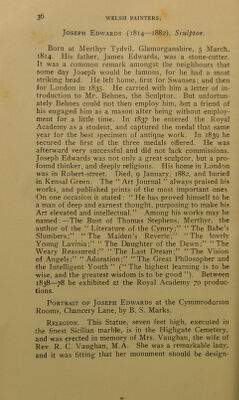 36 WELSH PAINTERS,
JOSEPH EDWARDS (1814—1882), Sculptor.
Born at Merthyr Tydvil, Glamorganshire, 5 March,
1814. His father, James Edwards, was a stone-cutter.
It was a common remark amongst the neighbours that
some day Joseph would be famous, for he had a most
striking head. He left home, first for Swansea; and then
for London in 1835. He carried with him a letter of in-
troduction to Mr. Behnes, the Sculptor. But unfortun-
ately Behnes could not then employ him, but a friend of
his engaged him as a mason after being without employ-
ment for a little time. In 1837 he entered the Royal
Academy as a student, and captured the medal that same
year for the best specimen of antique work. In 1839 he
secured the first of the three medals offered. He was
afterward very successful and did not lack commissions.
Joseph Edwards was not only a great sculptor, but a pro-
found thinker, and deeply religious. His home in London
was in Robert-street. Died, 9 January, 1882, and buried
in Kensal Green. The "Art Journal" always praised his
works, and published prints of the most important ones
On one occasion it stated "He has proved himself to be
a man of deep and earnest thought, purposing to make his
Art elevated and intellectual." Among his works may be
named:—The Bust of Thomas Stephens, Merthyr, the
author of the "Literature of the Cymry;" "The Babe's
Slumbers;" "The Maiden's Reverie;" "The lovely
Young Lavinia;" "The Daughter of the Dawn;" "The
Weary Reassured;" "The Last Dream;" "The Vision
of Angels;" "Adoration;" "The Great Philosopher and
the Intelligent Youth" ("The highest learning is to be
wise, and the greatest wisdom is to be good"). Between
1838—78 he exhibited at the Royal Academy 70 produc-
tions.
PORTRAIT OF JOSEPH EDWARDS at the Cymmrodorion
Rooms, Chancery Lane, by B. S. Marks.
RELIGION. This Statue, seven feet high, executed in
the finest Sicilian marble, is in the Highgate Cemetery,
and was erected in memory of Mrs. Vaughan, the wife of
Rev. R. C. Vaughan, M.A. She was a remarkable lady,
and it was fitting that her monument should be design-